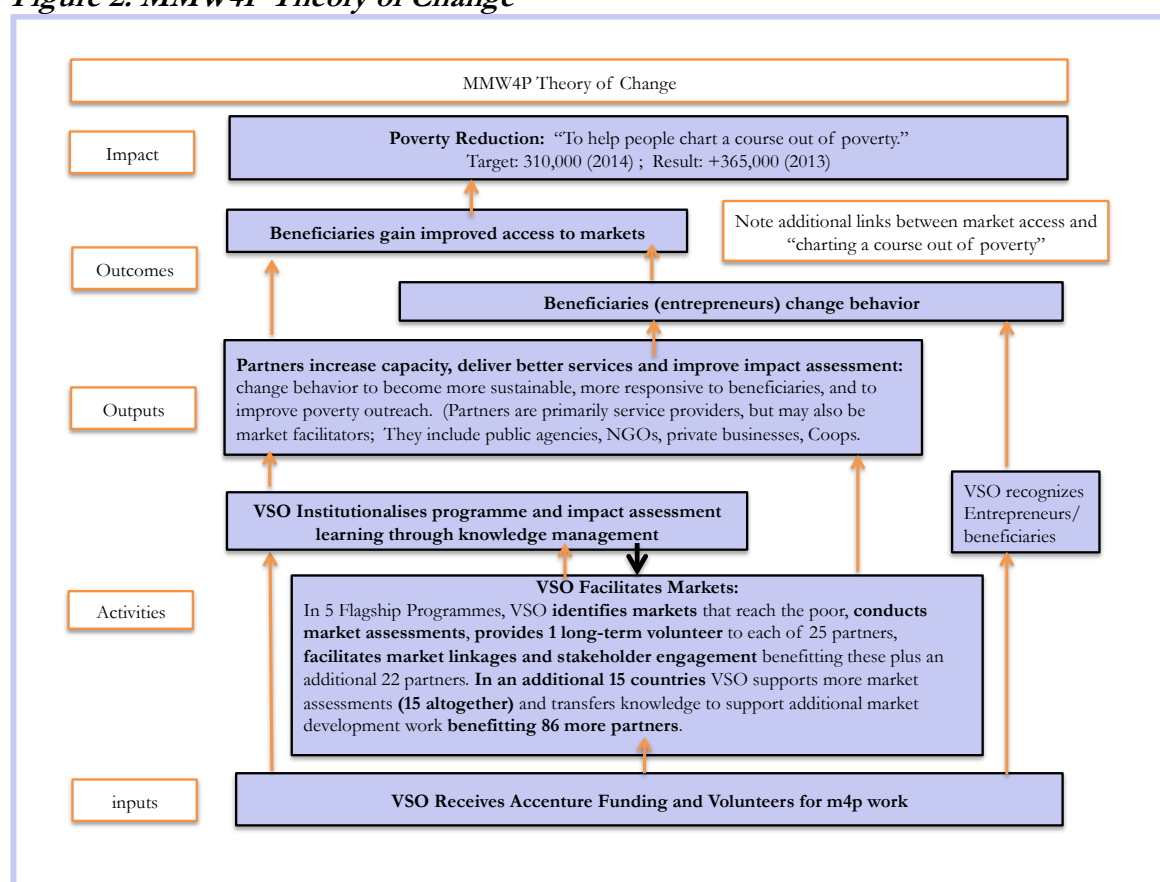 Figure 2. MMW4P Theory of Change
MMW4P Theory of Change
Impact
Poverty Reduction: “To help people chart a course out of poverty.”
Target: 310,000 (2014) ; Result: +365,000 (2013)
Beneficiaries gain improved access to markets
Note additional links between market access and
“charting a course out of poverty”
Outcomes
Beneficiaries (entrepreneurs) change behavior
Partners increase capacity, deliver better services and improve impact assessment:
change behavior to become more sustainable, more responsive to beneficiaries, and to
improve poverty outreach. (Partners are primarily service providers, but may also be
market facilitators; They include public agencies, NGOs, private businesses, Coops.
Outputs
VSO Institutionalises programme and impact assessment
learning through knowledge management
VSO recognizes
Entrepreneurs/
beneficiaries
Activities
VSO Facilitates Markets:
In 5 Flagship Programmes, VSO identifies markets that reach the poor, conducts
market assessments, provides 1 long-term volunteer to each of 25 partners,
facilitates market linkages and stakeholder engagement benefitting these plus an
additional 22 partners. In an additional 15 countries VSO supports more market
assessments (15 altogether) and transfers knowledge to support additional market
development work benefitting 86 more partners.
inputs
VSO Receives Accenture Funding and Volunteers for m4p work